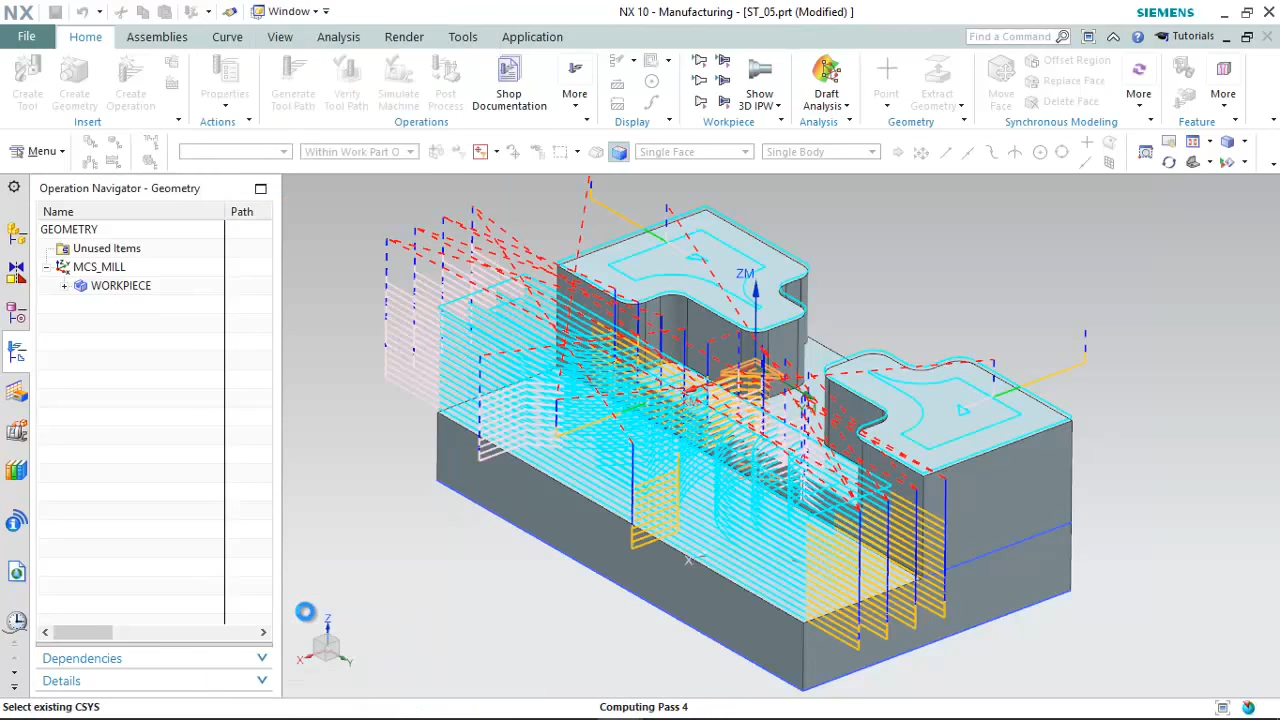 NX
Window
NX 10 - Manufacturing - [ST_05.prt (Modified) ]
SIEMENS
File
Home
Assemblies
Curve
View
Analysis
Render
Tools
Application
Find a Command
Tutorials
Create Tool
Create Geometry
Create Operation
Properties
Generate Tool Path
Verify Tool Path
Simulate Machine
Post Process
Shop Documentation
More
Show 3D IPW
Draft Analysis
Point
Extract Geometry
Move Face
Offset Region
Replace Face
Delete Face
More
More
Insert
Actions
Operations
Display
Workpiece
Analysis
Geometry
Synchronous Modeling
Feature
Menu
Within Work Part O
Single Face
Single Body
Operation Navigator - Geometry
Name
Path
GEOMETRY
Unused Items
MCS_MILL
WORKPIECE
Dependencies
Details
ZM
X
Z
X
Y
Select existing CSYS
Computing Pass 4